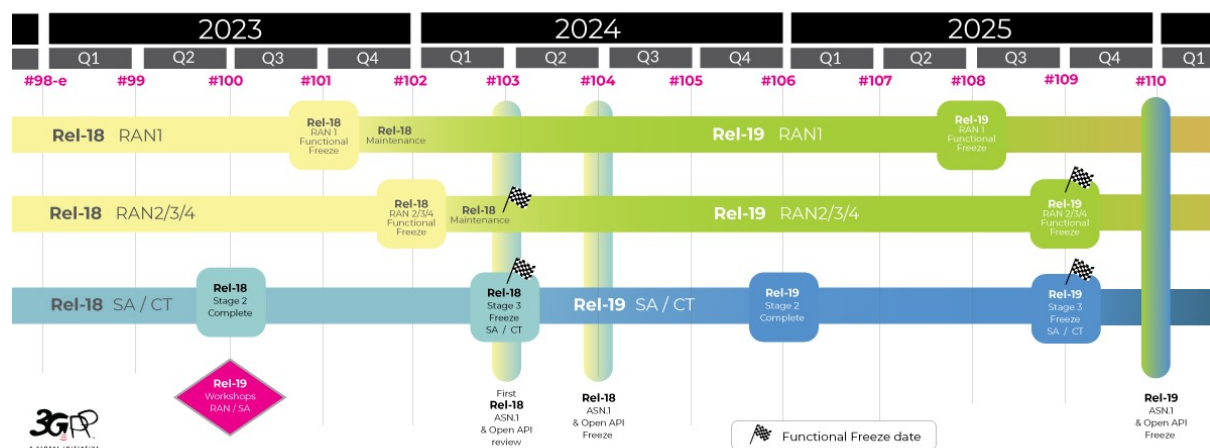 2023 2024 2025
Q1 Q2 Q3 Q4 Q1 Q2 Q3 Q4 Q1 Q2 Q3 Q4 Q1
#98-e #99 #100 #101 #102 #103 #104 #105 #106 #107 #108 #109 #110
Rel-18 RAN1
Rel-18
RAN 1
Functional
Freeze
Rel-18
Maintenance
Rel-19 RAN1
Rel-19
RAN 1
Functional
Freeze
Rel-18 RAN2/3/4
Rel-18
RAN 2/3/4
Functional
Freeze
Rel-18
Maintenance
Rel-19 RAN2/3/4
Rel-19
RAN 2/3/4
Functional
Freeze
Rel-18 SA / CT
Rel-18
Stage 2
Complete
Rel-18
Stage 3
Freeze
SA / CT
Rel-19 SA / CT
Rel-19
Stage 2
Complete
Rel-19
Stage 3
Freeze
SA / CT
Rel-19
Workshops
RAN / SA
First
Rel-18
ASN.1
& Open API
review
Rel-18
ASN.1
& Open API
Freeze
Rel-19
ASN.1
& Open API
Freeze
Functional Freeze date
3GPP
A GLOBAL INITIATIVE